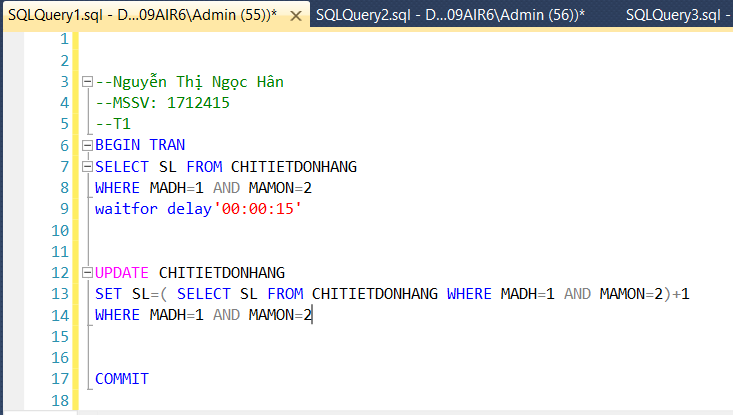 SQLQuery1.sql - D...09AIR6\Admin (55))* SQLQuery2.sql - D...09AIR6\Admin (56))* SQLQuery3.sql -
1
2
3 --Nguyễn Thị Ngọc Hân
4 --MSSV: 1712415
5 --T1
6 BEGIN TRAN
7 SELECT SL FROM CHITIETDONHANG
8 WHERE MADH=1 AND MAMON=2
9 waitfor delay'00:00:15'
10
11
12 UPDATE CHITIETDONHANG
13 SET SL=( SELECT SL FROM CHITIETDONHANG WHERE MADH=1 AND MAMON=2)+1
14 WHERE MADH=1 AND MAMON=2
15
16
17 COMMIT
18